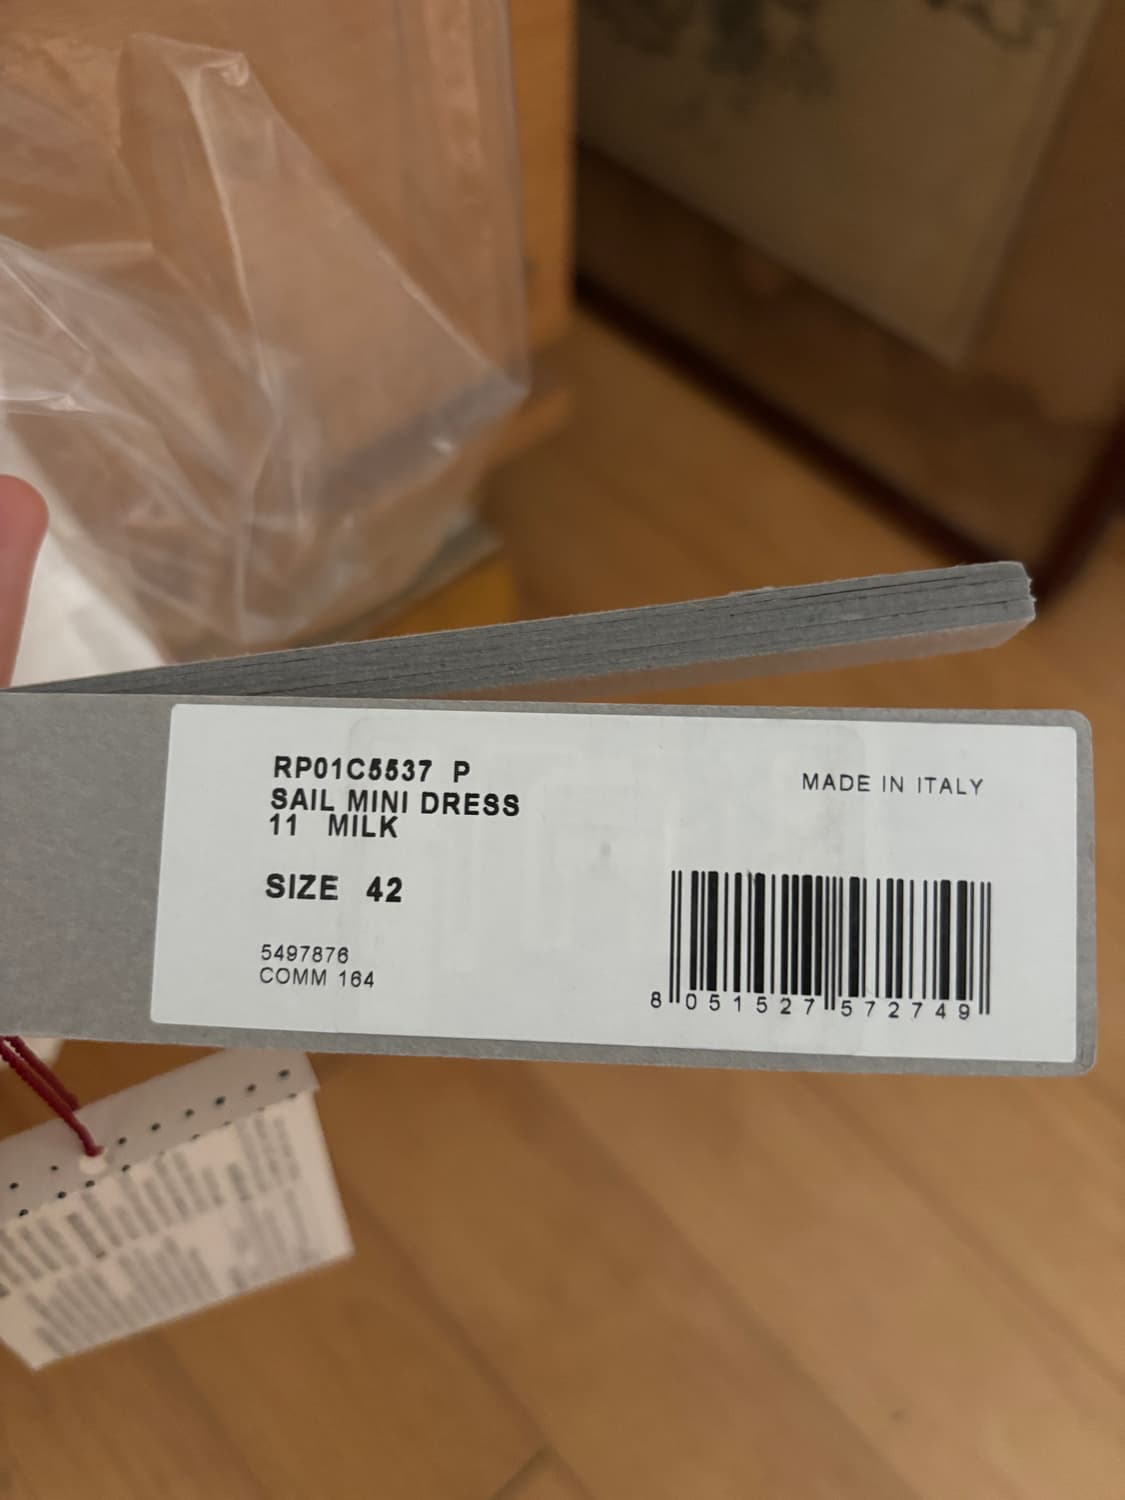 RP01C5537 P
SAIL MINI DRESS
11 MILK
SIZE 42
5497876
COMM 164
MADE IN ITALY
8 051527 572749